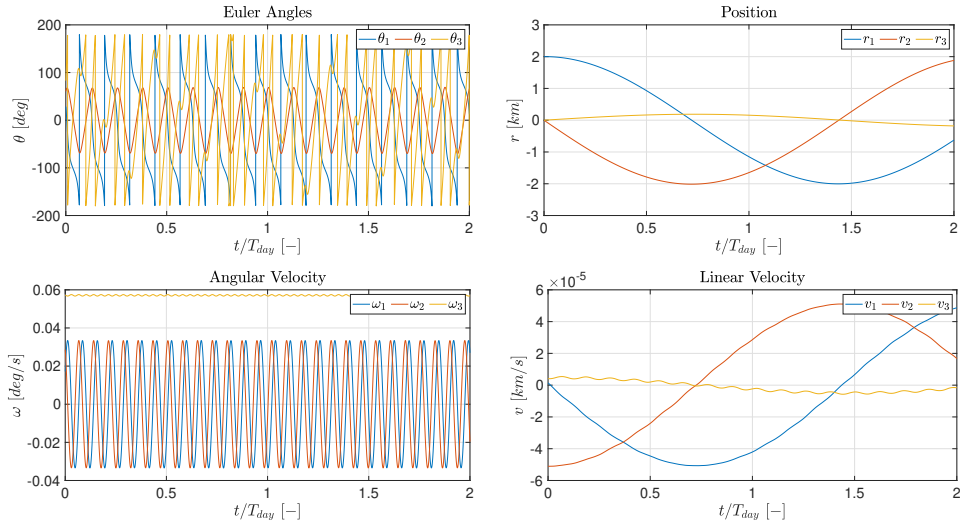 Euler Angles
θ₁ θ₂ θ₃
200
100
0
-100
-200
θ [deg]
0 0.5 1 1.5 2
t/T_day [−]
Position
r₁ r₂ r₃
3
2
1
0
-1
-2
-3
r [km]
0 0.5 1 1.5 2
t/T_day [−]
Angular Velocity
ω₁ ω₂ ω₃
0.06
0.04
0.02
0
-0.02
-0.04
ω [deg/s]
0 0.5 1 1.5 2
t/T_day [−]
Linear Velocity
×10⁻⁵
v₁ v₂ v₃
6
4
2
0
-2
-4
-6
v [km/s]
0 0.5 1 1.5 2
t/T_day [−]